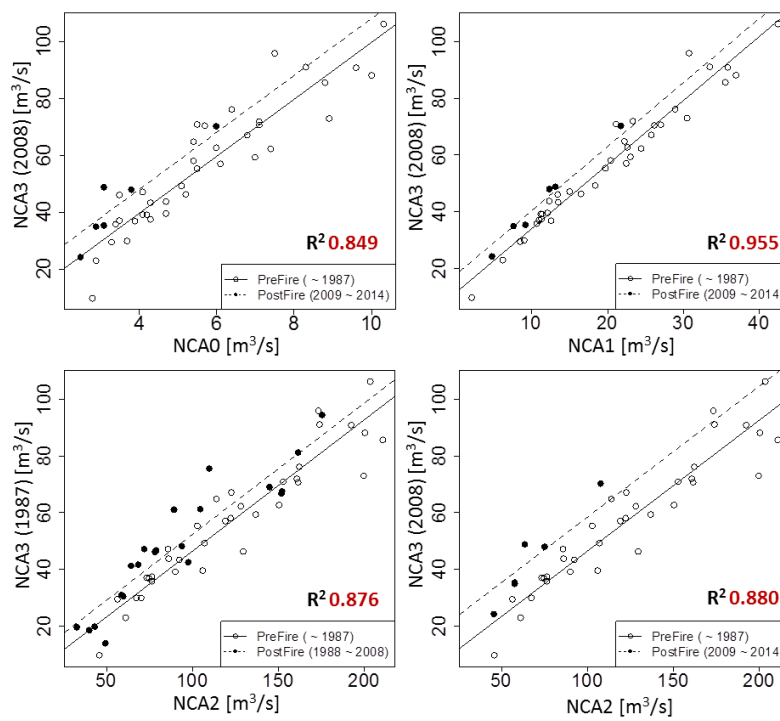 NCA3 (2008) [m³/s]
100
80
60
40
20
R² 0.849
PreFire ( ~ 1987)
PostFire (2009 ~ 2014)
4 6 8 10
NCA0 [m³/s]
NCA3 (2008) [m³/s]
100
80
60
40
20
R² 0.955
PreFire ( ~ 1987)
PostFire (2009 ~ 2014)
10 20 30 40
NCA1 [m³/s]
NCA3 (1987) [m³/s]
100
80
60
40
20
R² 0.876
PreFire ( ~ 1987)
PostFire (1988 ~ 2008)
50 100 150 200
NCA2 [m³/s]
NCA3 (2008) [m³/s]
100
80
60
40
20
R² 0.880
PreFire ( ~ 1987)
PostFire (2009 ~ 2014
50 100 150 200
NCA2 [m³/s]